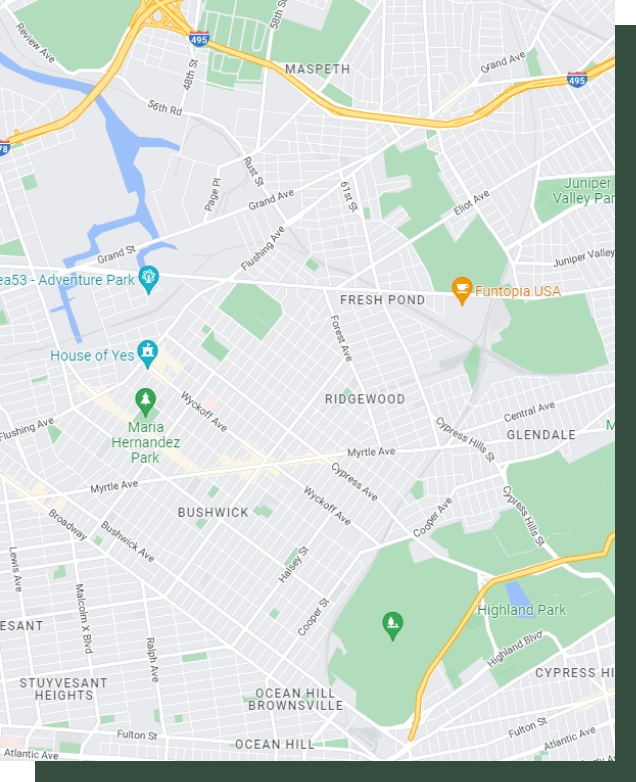 58th St
Review Ave
495
48th St
MASPETH
Grand Ave
495
56th Rd
78
Rust St
Page Pl
Grand Ave
61st St
Eliot Ave
Juniper
Valley Par
Flushing Ave
Grand St
Juniper Valley
ea53 - Adventure Park
Funtopia USA
FRESH POND
Forest Ave
House of Yes
RIDGEWOOD
Wyckoff Ave
Central Ave
Maria
Hernandez
Park
Flushing Ave
Cypress Hills St
GLENDALE
M
Myrtle Ave
Cypress Ave
Myrtle Ave
Wyckoff Ave
Cypress Hills St
BUSHWICK
Cooper Ave
Broadway
Bushwick Ave
Lewis Ave
Halsey St
Malcolm X Blvd
Cooper St
Highland Park
ESANT
Ralph Ave
Highland Blvd
CYPRESS HI
STUYVESANT
HEIGHTS
OCEAN HILL
BROWNSVILLE
Fulton St
Fulton St
OCEAN HILL
Atlantic Ave
Atlantic Ave